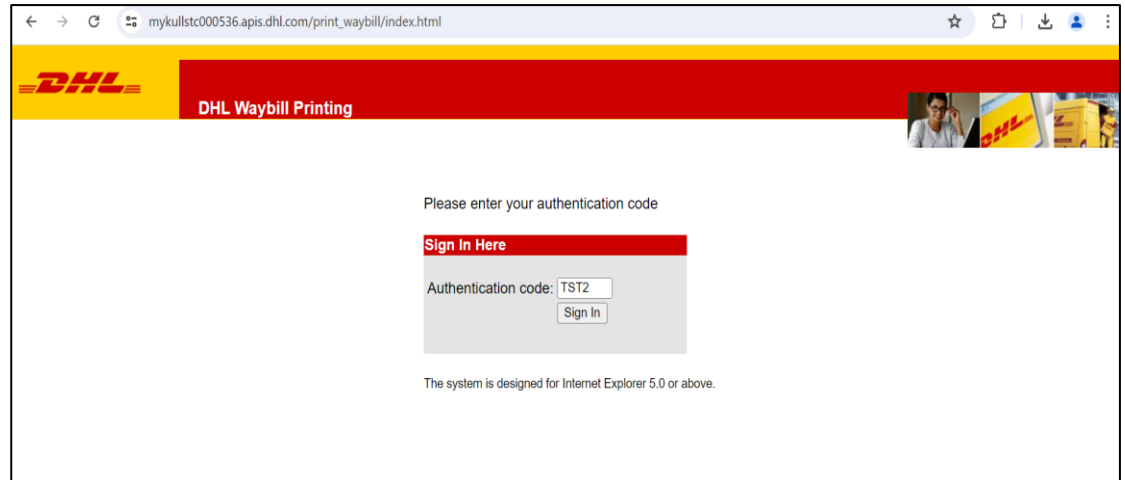 mykullstc000536.apis.dhl.com/print_waybill/index.html
DHL
DHL Waybill Printing
DHL
Please enter your authentication code
Sign In Here
Authentication code: TST2
Sign In
The system is designed for Internet Explorer 5.0 or above.